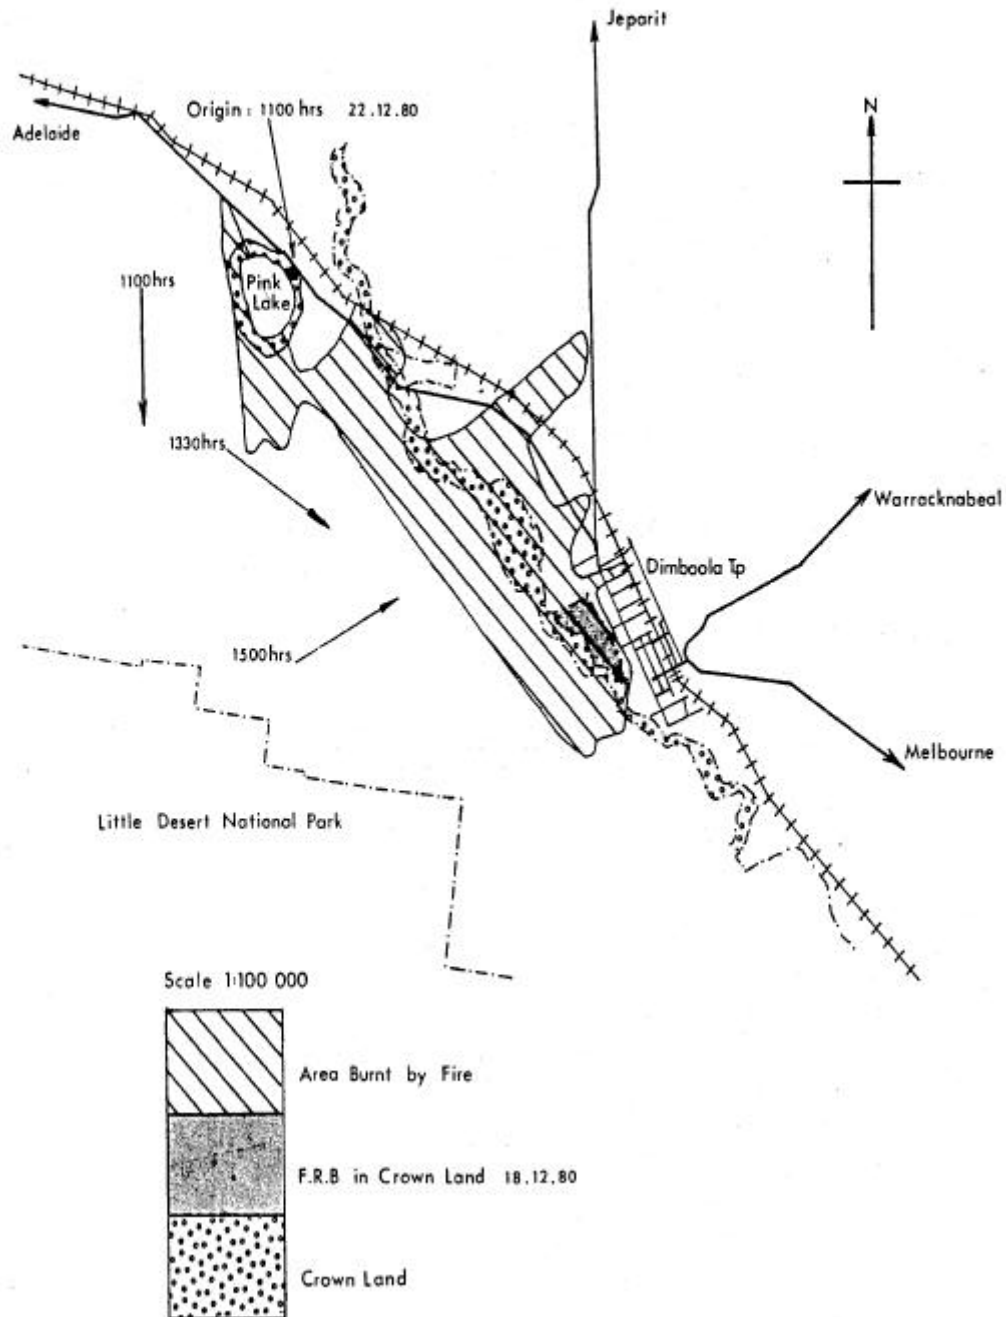 Jeparit
Origin : 1100 hrs 22.12.80
N
Adelaide
1100hrs
Pink
Lake
1330hrs
Warracknabeal
Dimboola Tp
1500hrs
Melbourne
Little Desert National Park
Scale 1:100 000
Area Burnt by Fire
F.R.B in Crown Land 18.12.80
Crown Land